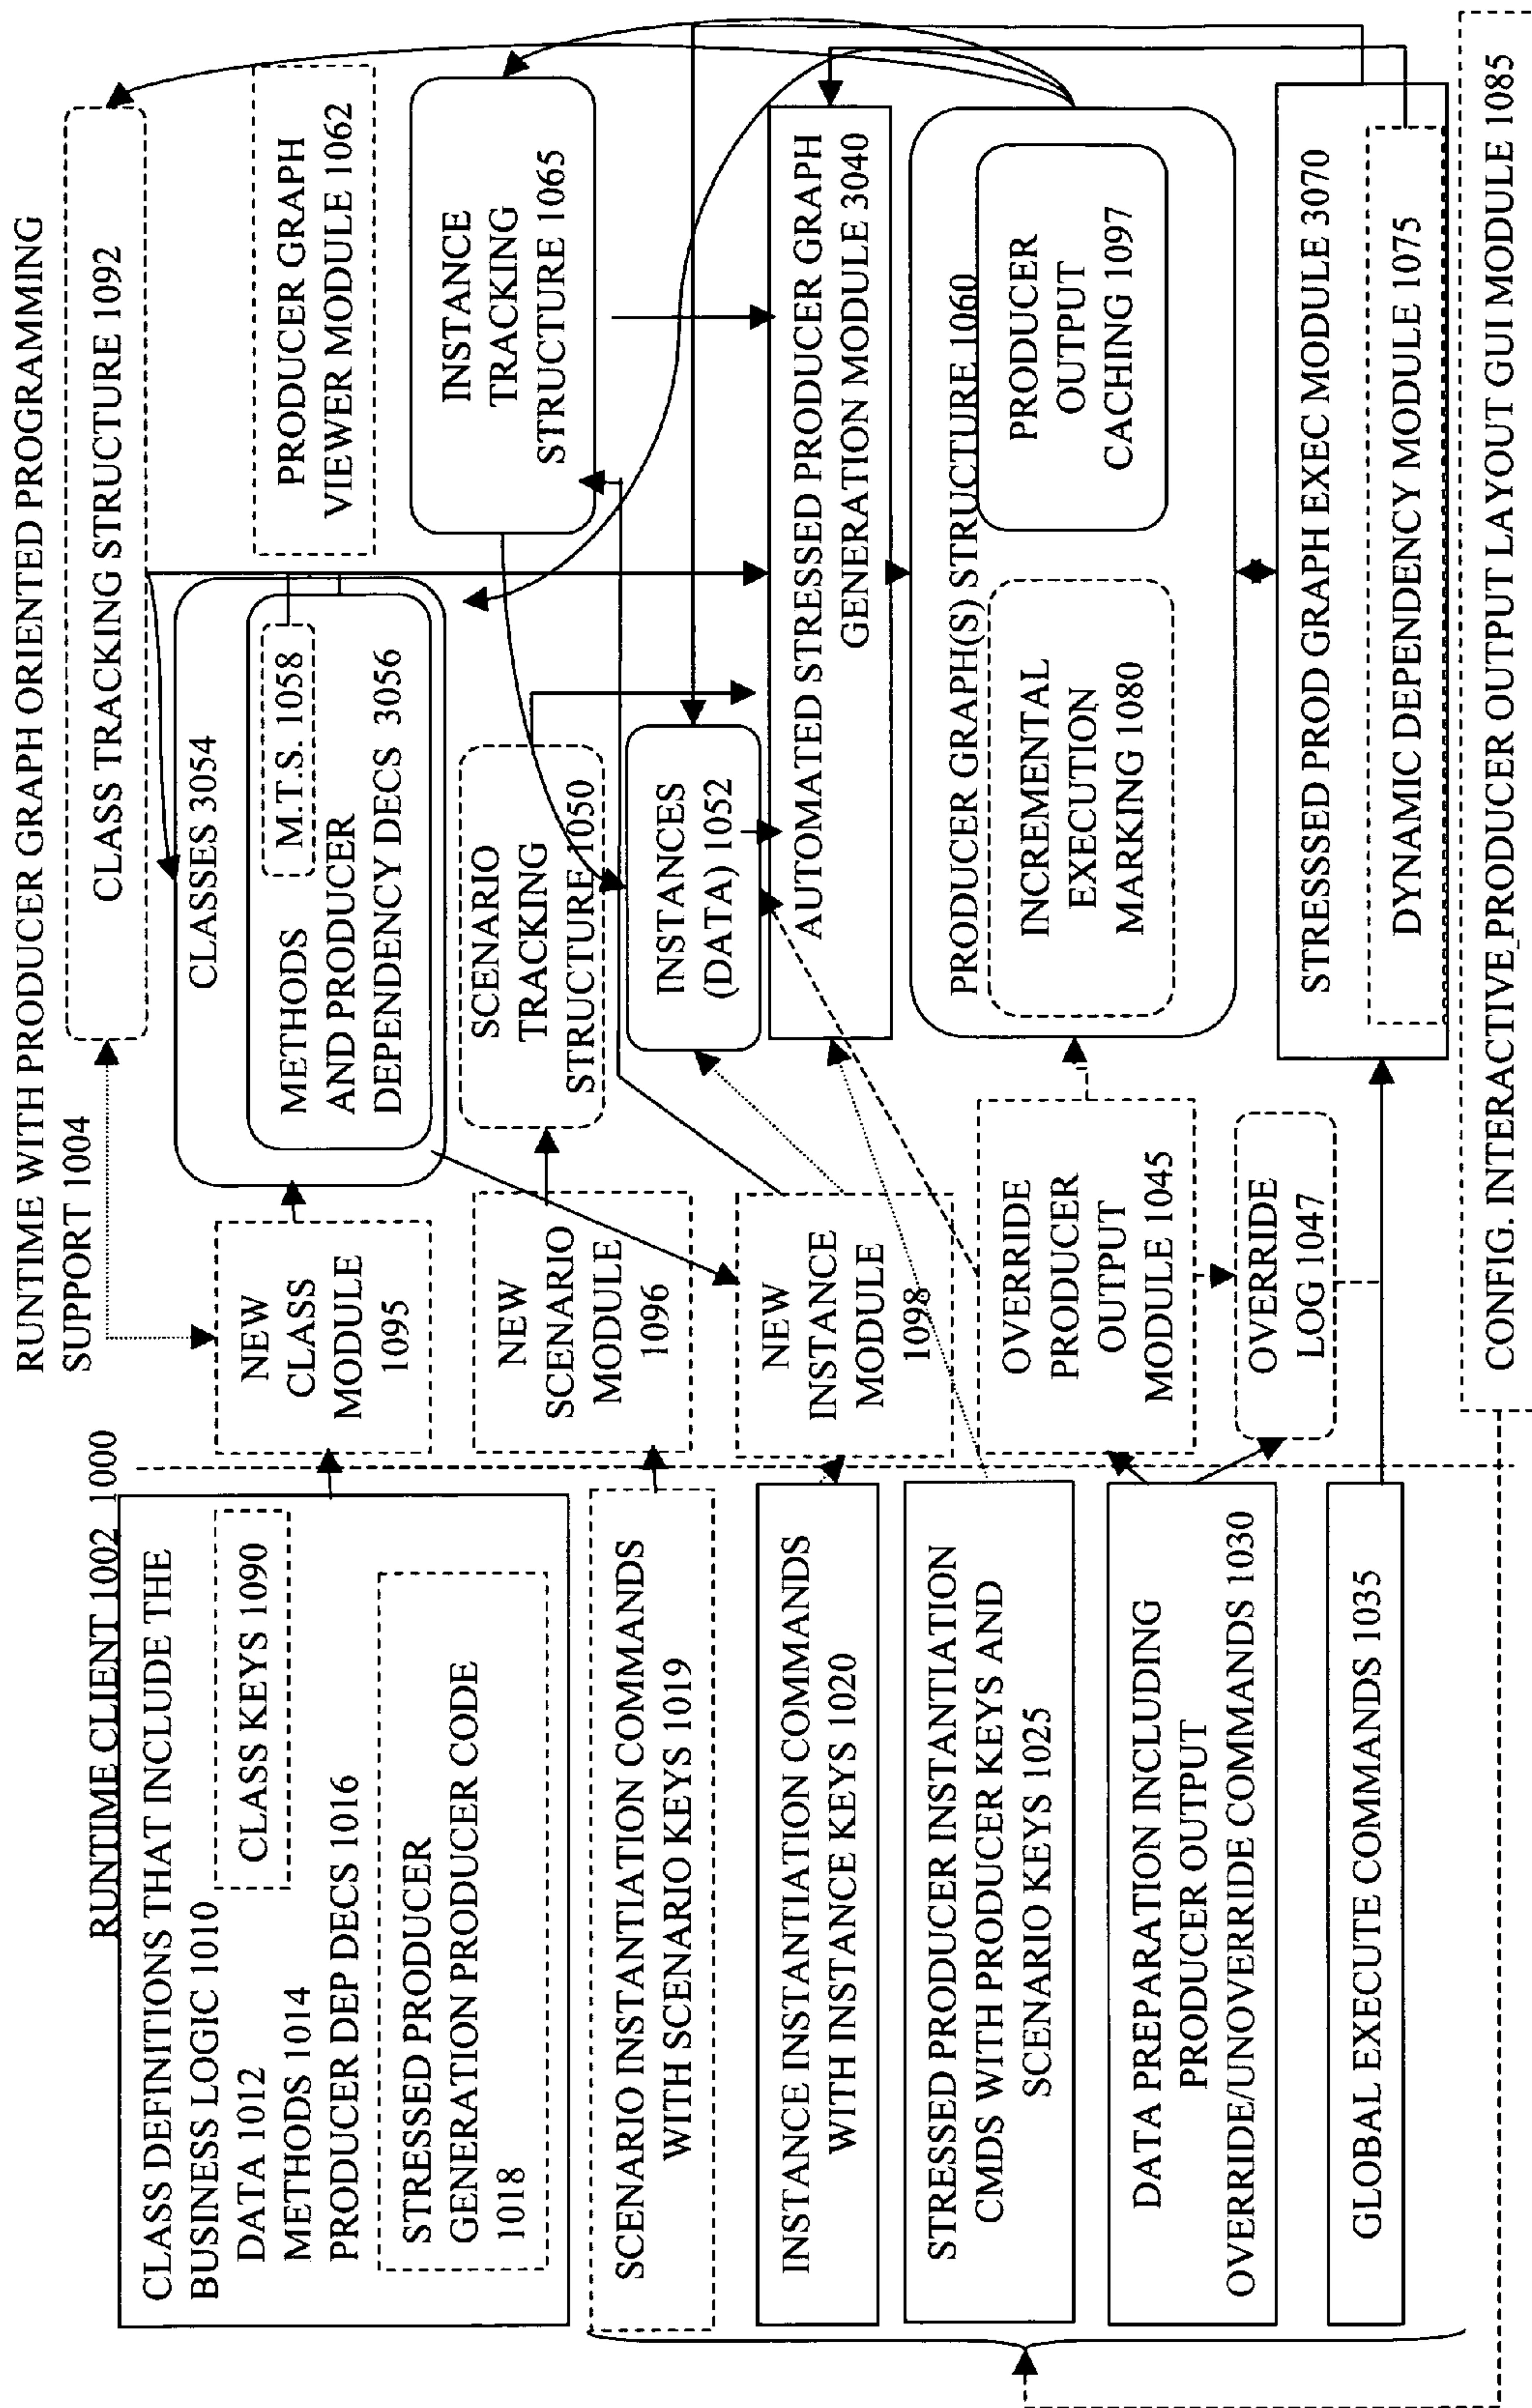 RUNTIME CLIENT 1002 1000
CLASS DEFINITIONS THAT INCLUDE THE
BUSINESS LOGIC 1010
DATA 1012
METHODS 1014
PRODUCER DEP DECS 1016
CLASS KEYS 1090
STRESSED PRODUCER
GENERATION PRODUCER CODE
1018
SCENARIO INSTANTIATION COMMANDS
WITH SCENARIO KEYS 1019
INSTANCE INSTANTIATION COMMANDS
WITH INSTANCE KEYS 1020
STRESSED PRODUCER INSTANTIATION
CMDS WITH PRODUCER KEYS AND
SCENARIO KEYS 1025
DATA PREPARATION INCLUDING
PRODUCER OUTPUT
OVERRIDE/UNOVERRIDE COMMANDS 1030
GLOBAL EXECUTE COMMANDS 1035
RUNTIME WITH PRODUCER GRAPH ORIENTED PROGRAMMING
SUPPORT 1004
NEW
CLASS
MODULE
1095
NEW
SCENARIO
MODULE
1096
NEW
INSTANCE
MODULE
1098
OVERRIDE
PRODUCER
OUTPUT
MODULE 1045
OVERRIDE
LOG 1047
CLASS TRACKING STRUCTURE 1092
CLASSES 3054
M.T.S. 1058
METHODS
AND PRODUCER
DEPENDENCY DECS 3056
PRODUCER GRAPH
VIEWER MODULE 1062
SCENARIO
TRACKING
STRUCTURE 1050
INSTANCE
TRACKING
STRUCTURE 1065
INSTANCES
(DATA) 1052
AUTOMATED STRESSED PRODUCER GRAPH
GENERATION MODULE 3040
PRODUCER GRAPH(S) STRUCTURE 1060
INCREMENTAL
EXECUTION
MARKING 1080
PRODUCER
OUTPUT
CACHING 1097
STRESSSED PROD GRAPH EXEC MODULE 3070
DYNAMIC DEPENDENCY MODULE 1075
CONFIG. INTERACTIVE PRODUCER OUTPUT LAYOUT GUI MODULE 1085